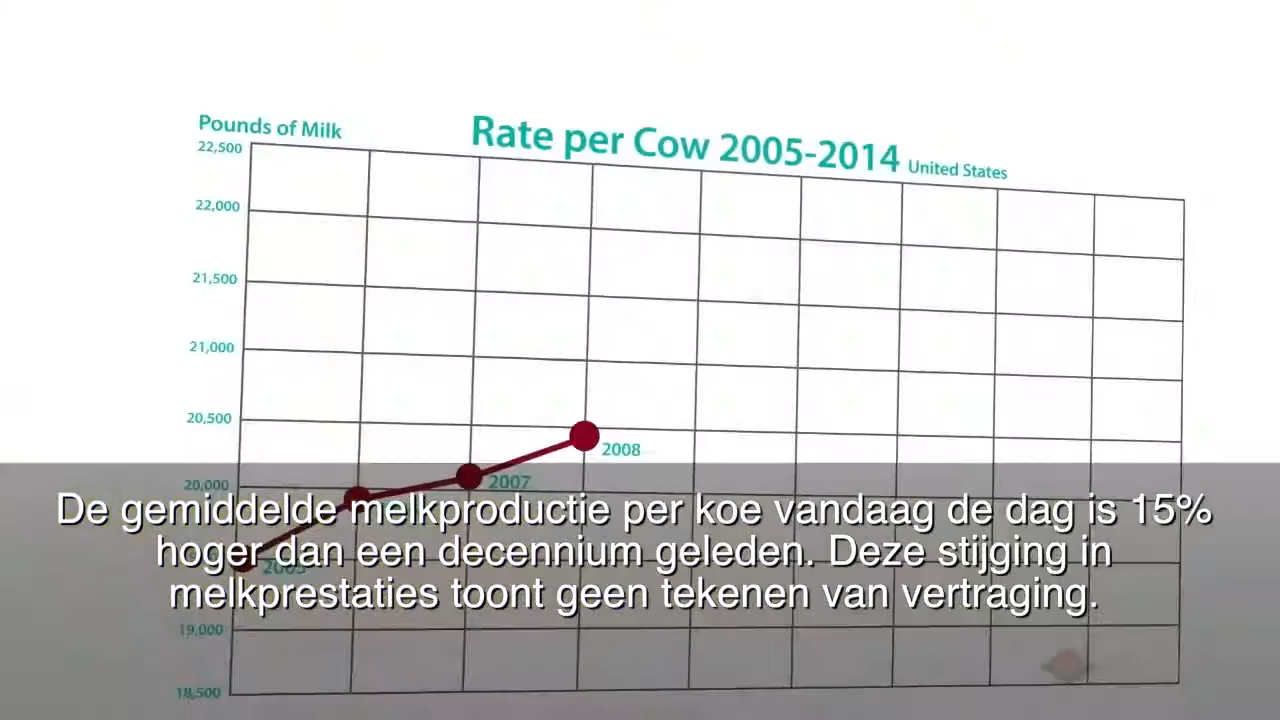 Pounds of Milk
Rate per Cow 2005-2014 United States
22,500
22,000
21,500
21,000
20,500
2008
20,000
2007
De gemiddelde melkproductie per koe vandaag de dag is 15%
hoger dan een decennium geleden. Deze stijging in
2005
melkprestaties toont geen tekenen van vertraging.
19,000
18,500